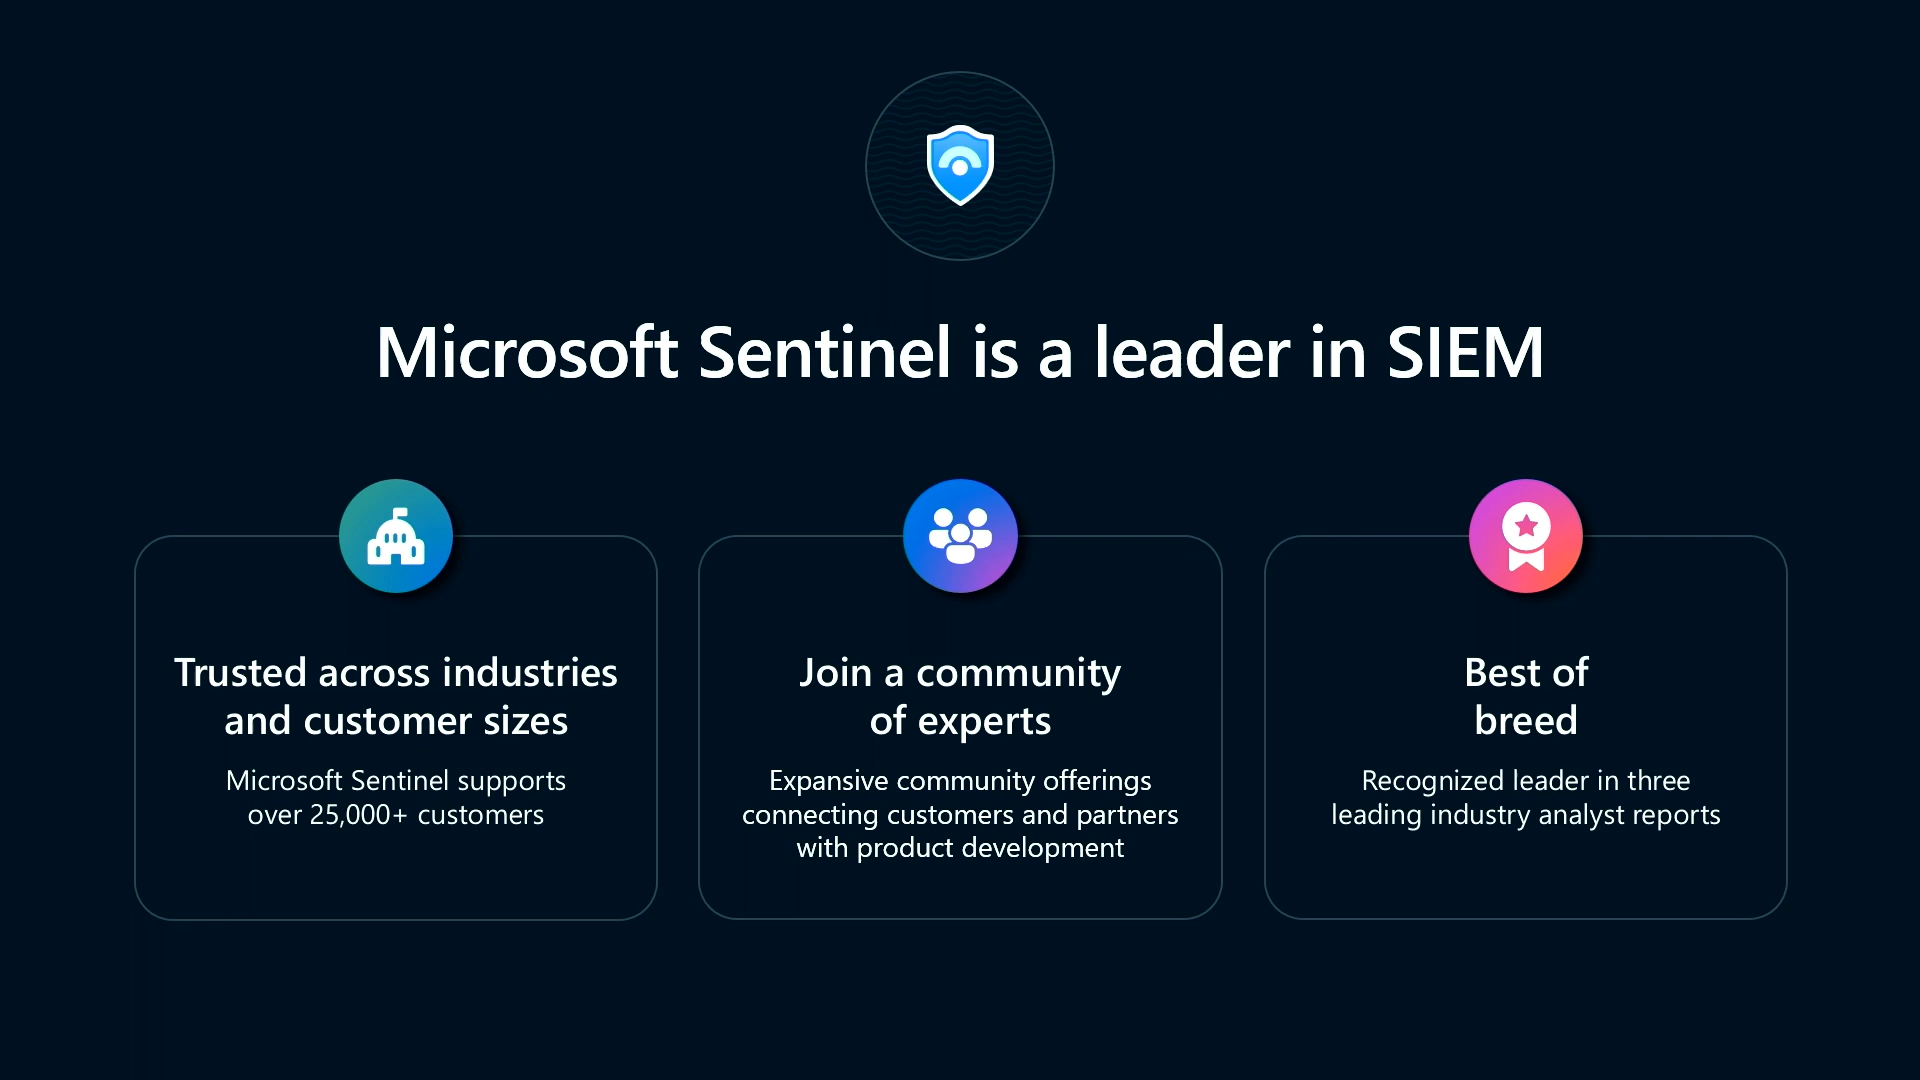 Microsoft Sentinel is a leader in SIEM
Trusted across industries
and customer sizes
Microsoft Sentinel supports
over 25,000+ customers
Join a community
of experts
Expansive community offerings
connecting customers and partners
with product development
Best of
breed
Recognized leader in three
leading industry analyst reports